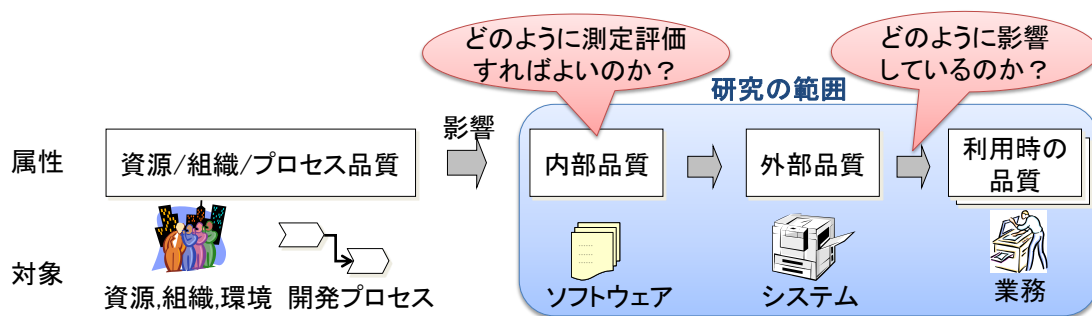 どのように測定評価
すればよいのか？
どのように影響
しているのか？
研究の範囲
影響
属性
資源/組織/プロセス品質
内部品質
外部品質
利用時の
品質
対象
資源,組織,環境
開発プロセス
ソフトウェア
システム
業務